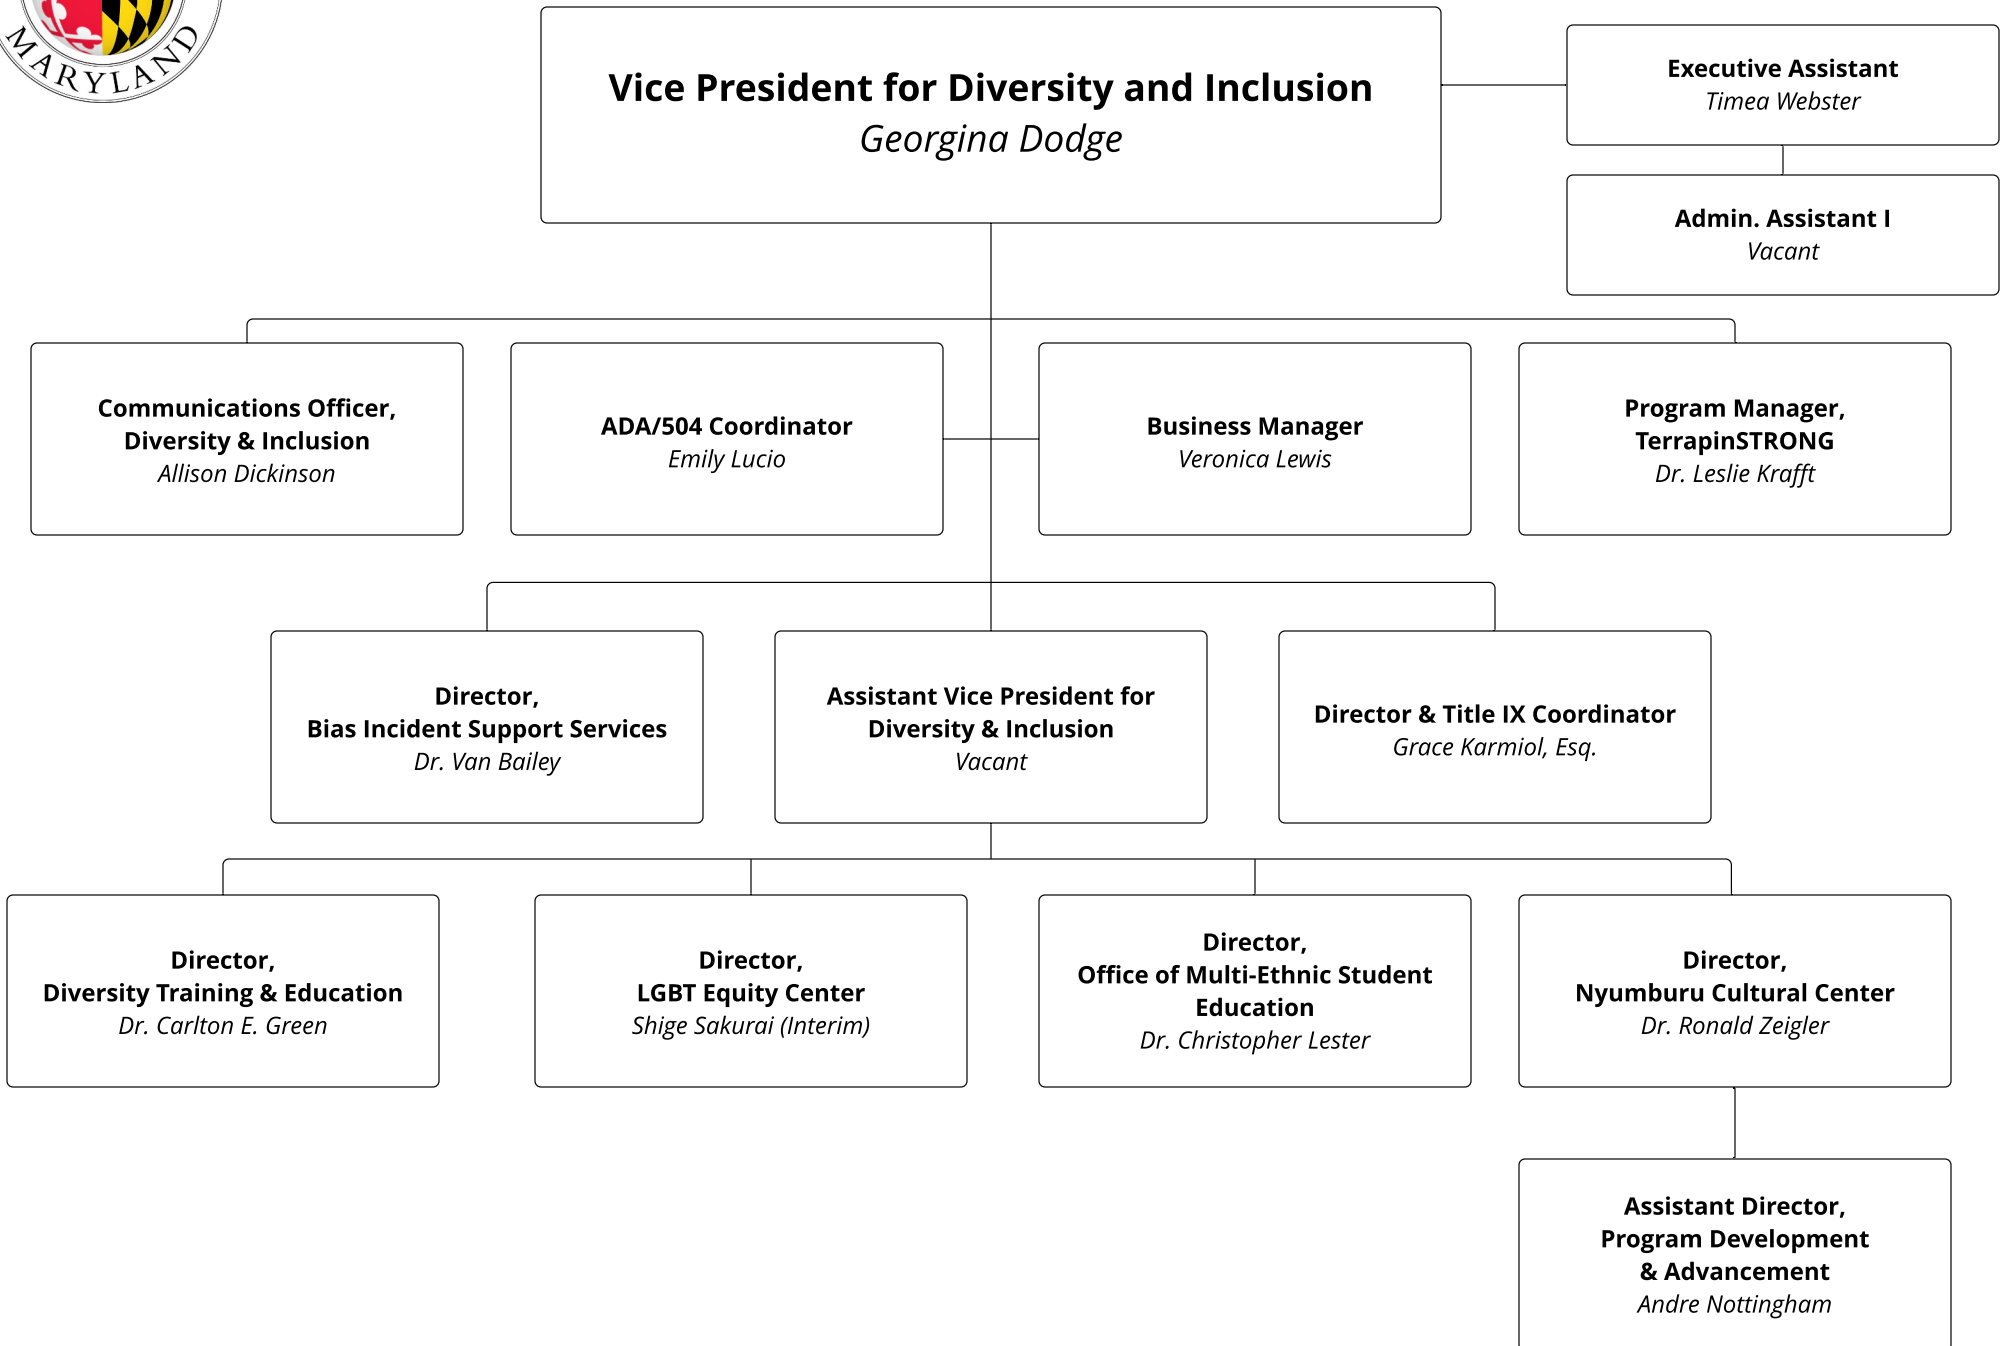 MARYLAND
Vice President for Diversity and Inclusion
Georgina Dodge
Executive Assistant
Timea Webster
Admin. Assistant I
Vacant
Communications Officer,
Diversity & Inclusion
Allison Dickinson
ADA/504 Coordinator
Emily Lucio
Business Manager
Veronica Lewis
Program Manager,
TerrapinSTRONG
Dr. Leslie Krafft
Director,
Bias Incident Support Services
Dr. Van Bailey
Assistant Vice President for
Diversity & Inclusion
Vacant
Director & Title IX Coordinator
Grace Karmiol, Esq.
Director,
Diversity Training & Education
Dr. Carlton E. Green
Director,
LGBT Equity Center
Shige Sakurai (Interim)
Director,
Office of Multi-Ethnic Student
Education
Dr. Christopher Lester
Director,
Nyumburu Cultural Center
Dr. Ronald Zeigler
Assistant Director,
Program Development
& Advancement
Andre Nottingham